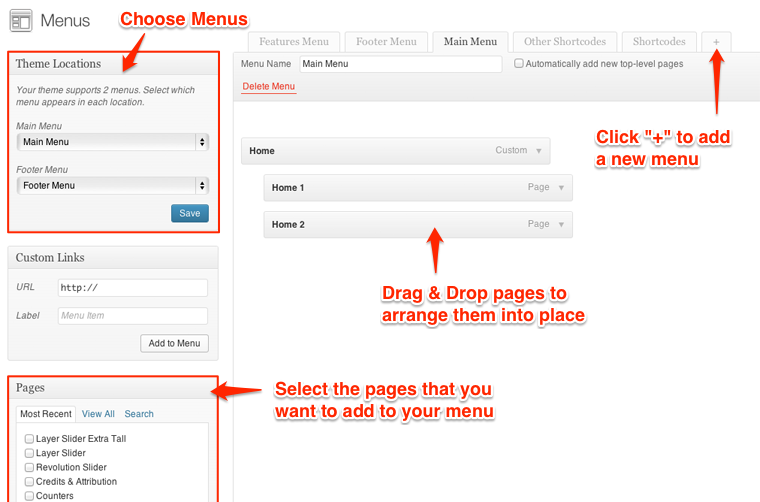 Menus
Choose Menus
Features Menu
Footer Menu
Main Menu
Other Shortcodes
Shortcodes
+
Theme Locations
Your theme supports 2 menus. Select which
menu appears in each location.
Main Menu
Main Menu
Footer Menu
Footer Menu
Save
Menu Name
Main Menu
Automatically add new top-level pages
Delete Menu
Click "+" to add
a new menu
Home
Custom
Home 1
Page
Home 2
Page
Drag & Drop pages to
arrange them into place
Custom Links
URL
http://
Label
Menu Item
Add to Menu
Pages
Most Recent
View All
Search
Layer Slider Extra Tall
Layer Slider
Revolution Slider
Credits & Attribution
Counters
Select the pages that you
want to add to your menu